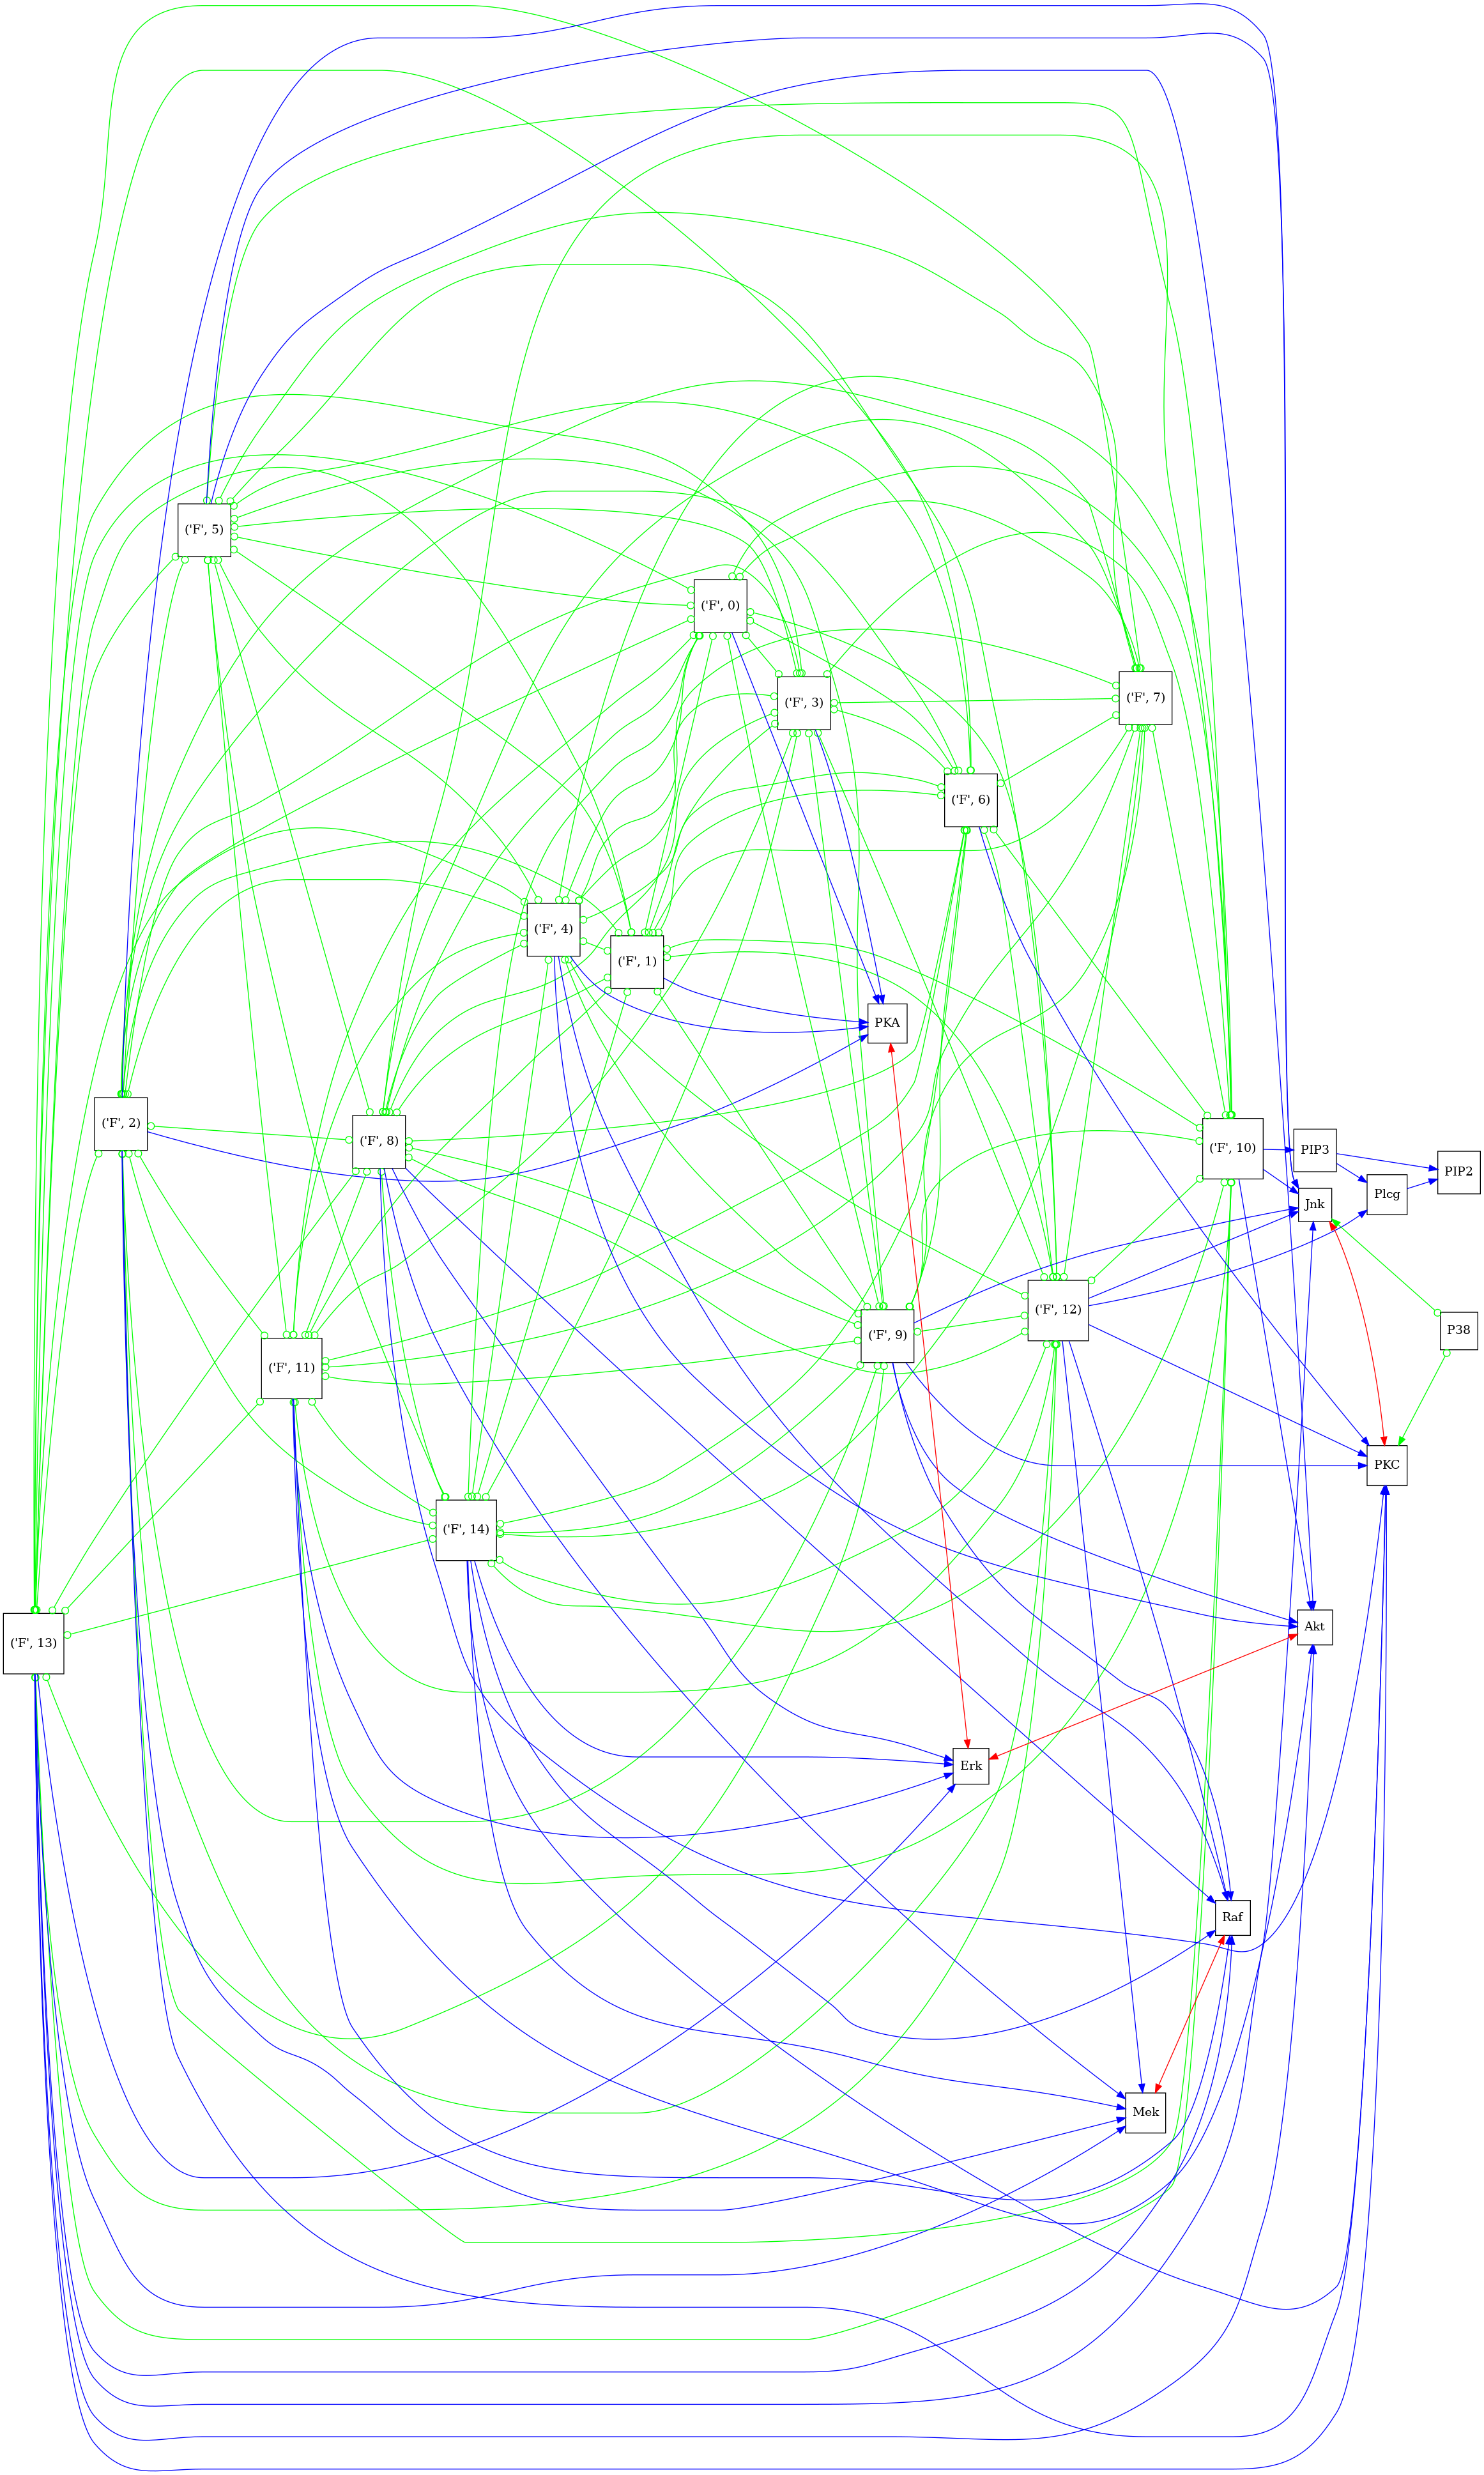 ('F', 5)
('F', 0)
('F', 3)
('F', 7)
('F', 6)
('F', 4)
('F', 1)
PKA
('F', 2)
('F', 8)
('F', 10)
PIP3
PIP2
Plcg
Jnk
('F', 11)
('F', 9)
('F', 12)
P38
PKC
('F', 14)
('F', 13)
Akt
Erk
Raf
Mek